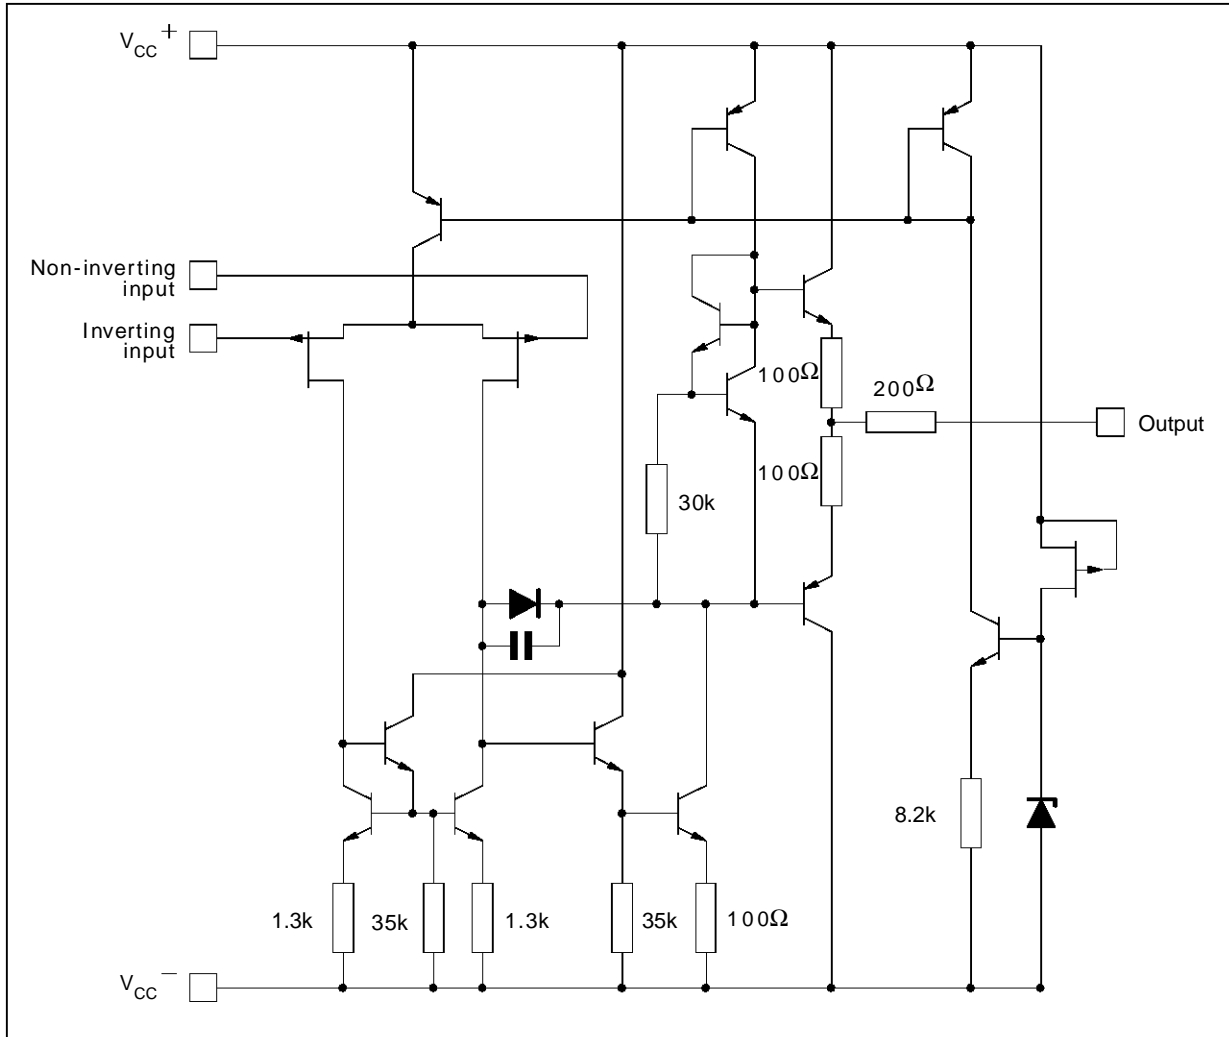 VCC+
Non-inverting
input
Inverting
input
100Ω
200Ω
Output
100Ω
30k
8.2k
1.3k
35k
1.3k
35k
100Ω
VCC−